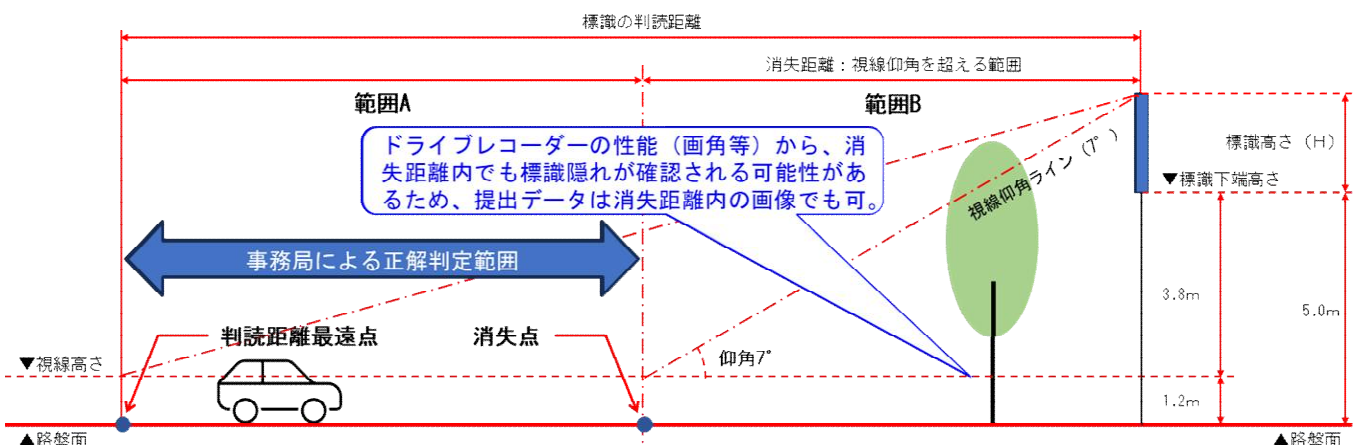 標識の判読距離
消失距離：視線仰角を超える範囲
範囲A
範囲B
ドライブレコーダーの性能（画角等）から、消
失距離内でも標識隠れが確認される可能性があ
るため、提出データは消失距離内の画像でも可。
視線仰角ライン（7°）
標識高さ（H）
▼標識下端高さ
事務局による正解判定範囲
3.8m
5.0m
判読距離最遠点
消失点
▼視線高さ
仰角7°
1.2m
▲路盤面
▲路盤面